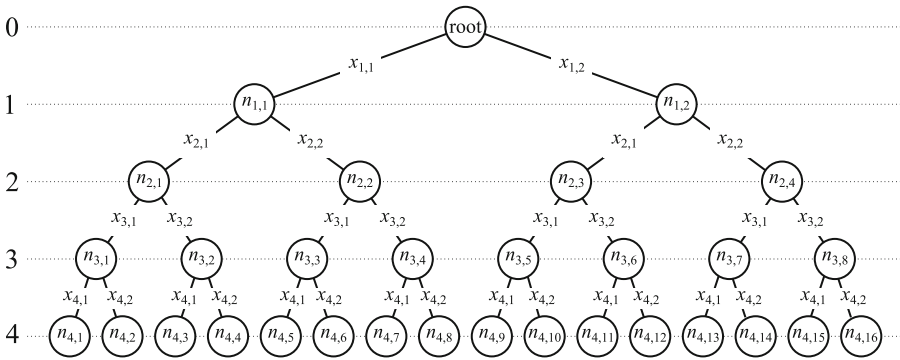 0 root
x1,1 x1,2
1 n1,1 n1,2
x2,1 x2,2 x2,1 x2,2
2 n2,1 n2,2 n2,3 n2,4
x3,1 x3,2 x3,1 x3,2 x3,1 x3,2 x3,1 x3,2
3 n3,1 n3,2 n3,3 n3,4 n3,5 n3,6 n3,7 n3,8
x4,1 x4,2 x4,1 x4,2 x4,1 x4,2 x4,1 x4,2 x4,1 x4,2 x4,1 x4,2 x4,1 x4,2 x4,1 x4,2
4 n4,1 n4,2 n4,3 n4,4 n4,5 n4,6 n4,7 n4,8 n4,9 n4,10 n4,11 n4,12 n4,13 n4,14 n4,15 n4,16